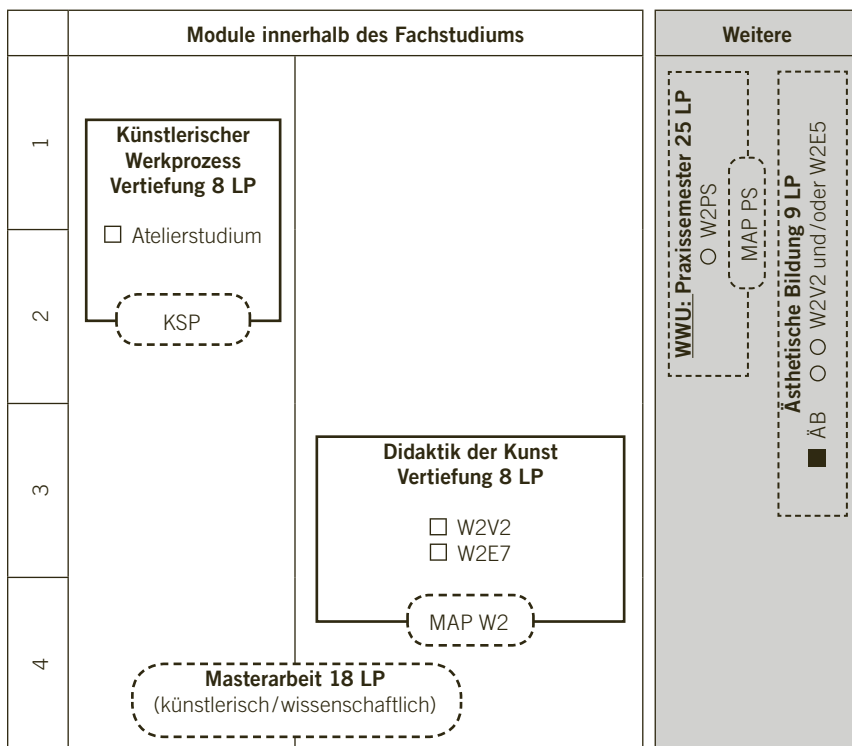 Module innerhalb des Fachstudiums
Weitere
1
2
3
4
Künstlerischer
Werkprozess
Vertiefung 8 LP
Atelierstudium
KSP
Didaktik der Kunst
Vertiefung 8 LP
W2V2
W2E7
MAP W2
Masterarbeit 18 LP
(künstlerisch/wissenschaftlich)
WWU: Praxissemester 25 LP
W2PS
MAP PS
Ästhetische Bildung 9 LP
ÄB
W2V2 und/oder W2E5